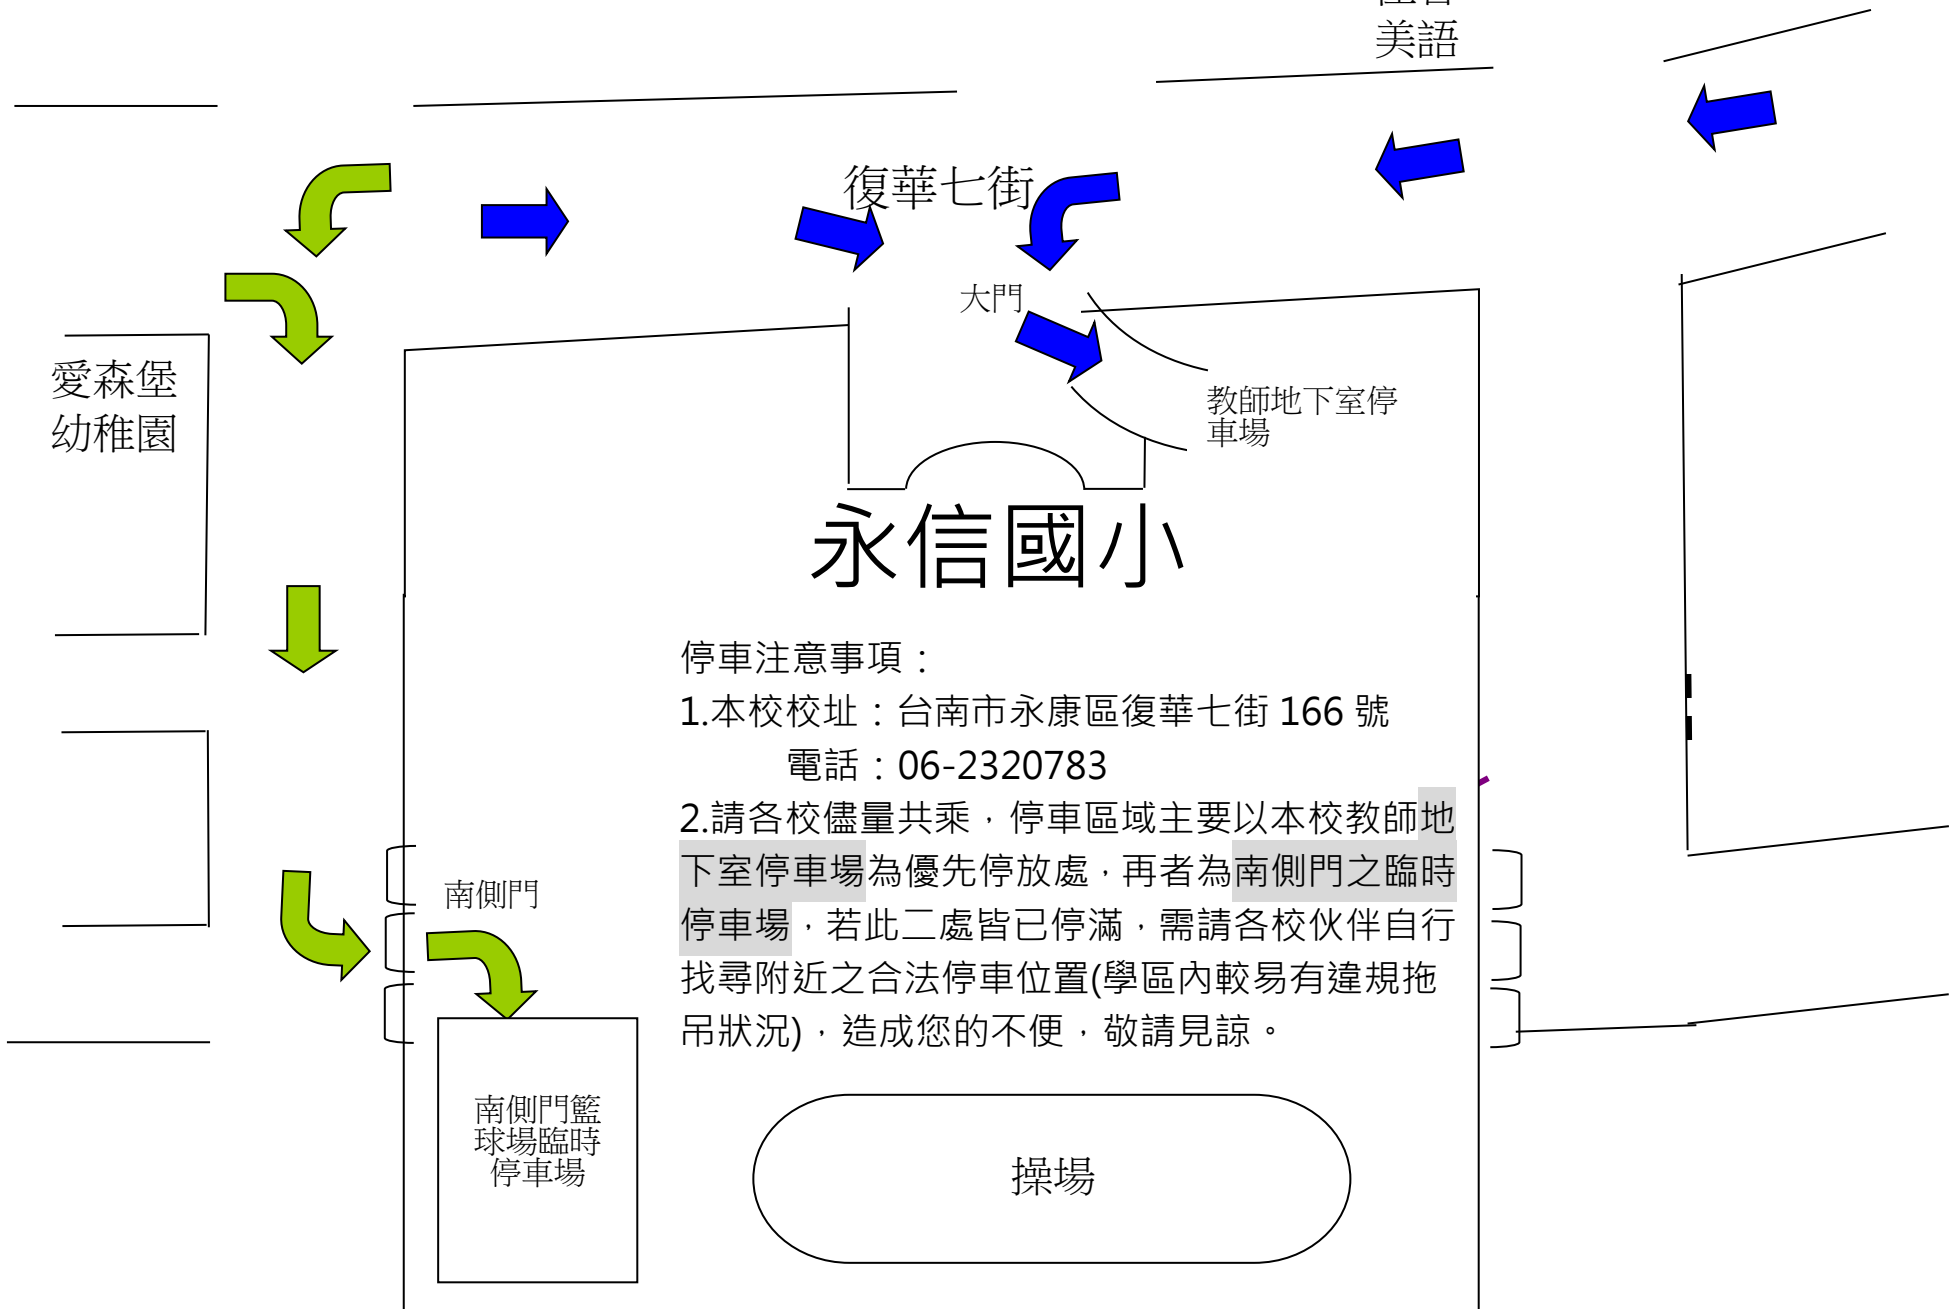 美語
復華七街
大門
愛森堡
幼稚園
教師地下室停
車場
永信國小
停車注意事項：
1.本校校址：台南市永康區復華七街 166 號
電話：06-2320783
2.請各校儘量共乘，停車區域主要以本校教師地
下室停車場為優先停放處，再者為南側門之臨時
停車場，若此二處皆已停滿，需請各校伙伴自行
找尋附近之合法停車位置(學區內較易有違規拖
吊狀況)，造成您的不便，敬請見諒。
南側門
南側門籃
球場臨時
停車場
操場